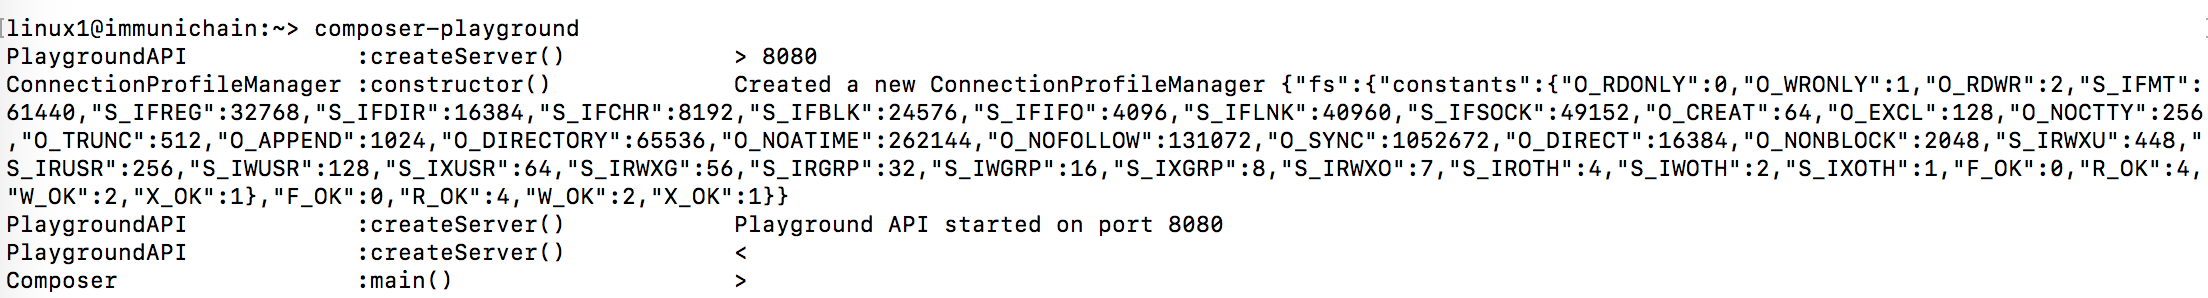 linux1@immunichain:~> composer-playground
PlaygroundAPI             :createServer()            > 8080
ConnectionProfileManager :constructor()             Created a new ConnectionProfileManager {"fs":{"constants":{"O_RDONLY":0,"O_WRONLY":1,"O_RDWR":2,"S_IFMT":
61440,"S_IFREG":32768,"S_IFDIR":16384,"S_IFCHR":8192,"S_IFBLK":24576,"S_IFIFO":4096,"S_IFLNK":40960,"S_IFSOCK":49152,"O_CREAT":64,"O_EXCL":128,"O_NOCTTY":256
,"O_TRUNC":512,"O_APPEND":1024,"O_DIRECTORY":65536,"O_NOATIME":262144,"O_NOFOLLOW":131072,"O_SYNC":1052672,"O_DIRECT":16384,"O_NONBLOCK":2048,"S_IRWXU":448,"
S_IRUSR":256,"S_IWUSR":128,"S_IXUSR":64,"S_IRWXG":56,"S_IRGRP":32,"S_IWGRP":16,"S_IXGRP":8,"S_IRWXO":7,"S_IROTH":4,"S_IWOTH":2,"S_IXOTH":1,"F_OK":0,"R_OK":4,
"W_OK":2,"X_OK":1},"F_OK":0,"R_OK":4,"W_OK":2,"X_OK":1}}
PlaygroundAPI             :createServer()            Playground API started on port 8080
PlaygroundAPI             :createServer()            <
Composer                  :main()                    >